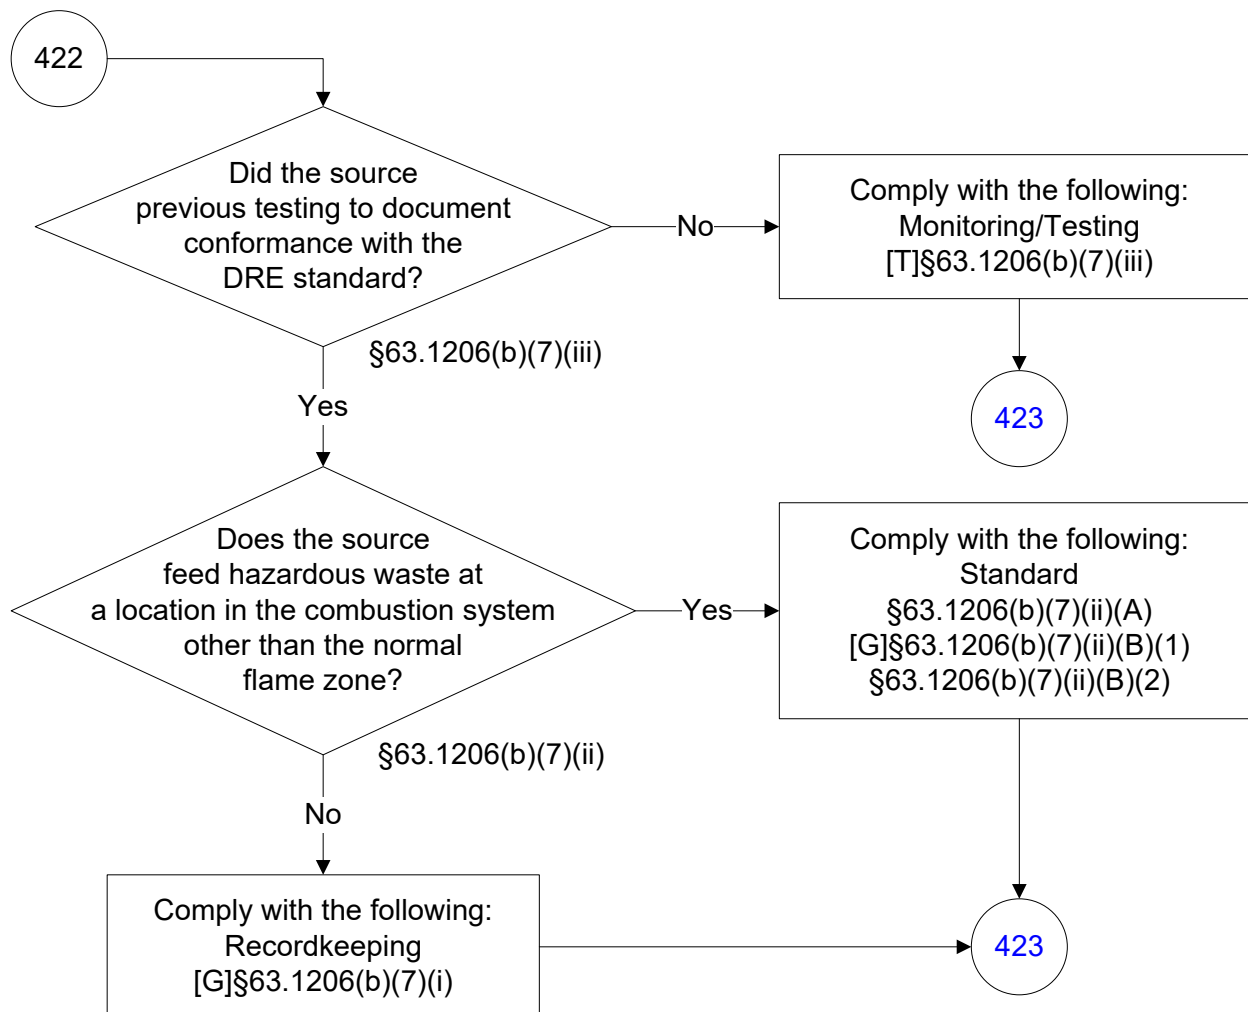 422
Did the source
previous testing to document
conformance with the
DRE standard?
§63.1206(b)(7)(iii)
No
Comply with the following:
Monitoring/Testing
[T]§63.1206(b)(7)(iii)
423
Yes
Does the source
feed hazardous waste at
a location in the combustion system
other than the normal
flame zone?
§63.1206(b)(7)(ii)
Yes
Comply with the following:
Standard
§63.1206(b)(7)(ii)(A)
[G]§63.1206(b)(7)(ii)(B)(1)
§63.1206(b)(7)(ii)(B)(2)
No
Comply with the following:
Recordkeeping
[G]§63.1206(b)(7)(i)
423